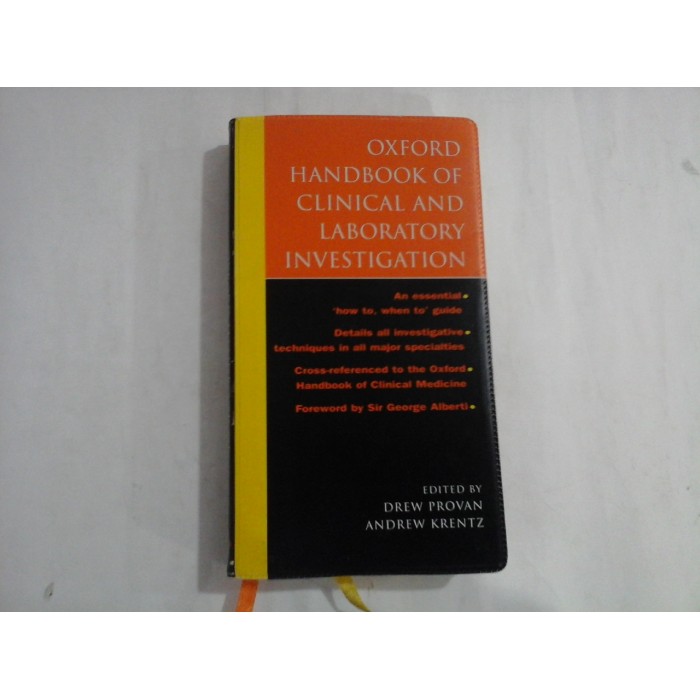 OXFORD
HANDBOOK OF
CLINICAL AND
LABORATORY
INVESTIGATION
An essential•
'how to, when to' guide
Details all investigative•
techniques in all major specialties
Cross-referenced to the Oxford•
Handbook of Clinical Medicine
Foreword by Sir George Alberti•
EDITED BY
DREW PROVAN
ANDREW KRENTZ